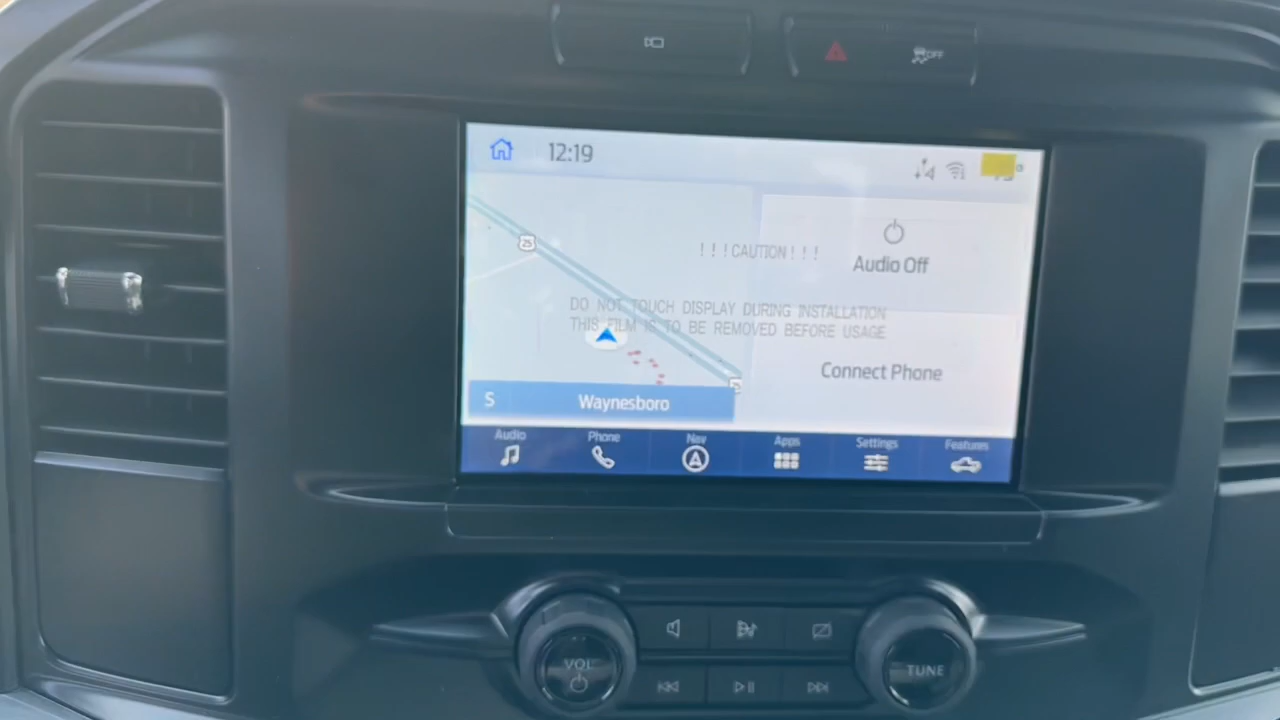 OFF
12:19
25
! ! ! CAUTION ! ! !
Audio Off
DO NOT TOUCH DISPLAY DURING INSTALLATION
THIS FILM IS TO BE REMOVED BEFORE USAGE
Connect Phone
S Waynesboro
Audio Phone Nav Apps Settings Features
VOL
TUNE